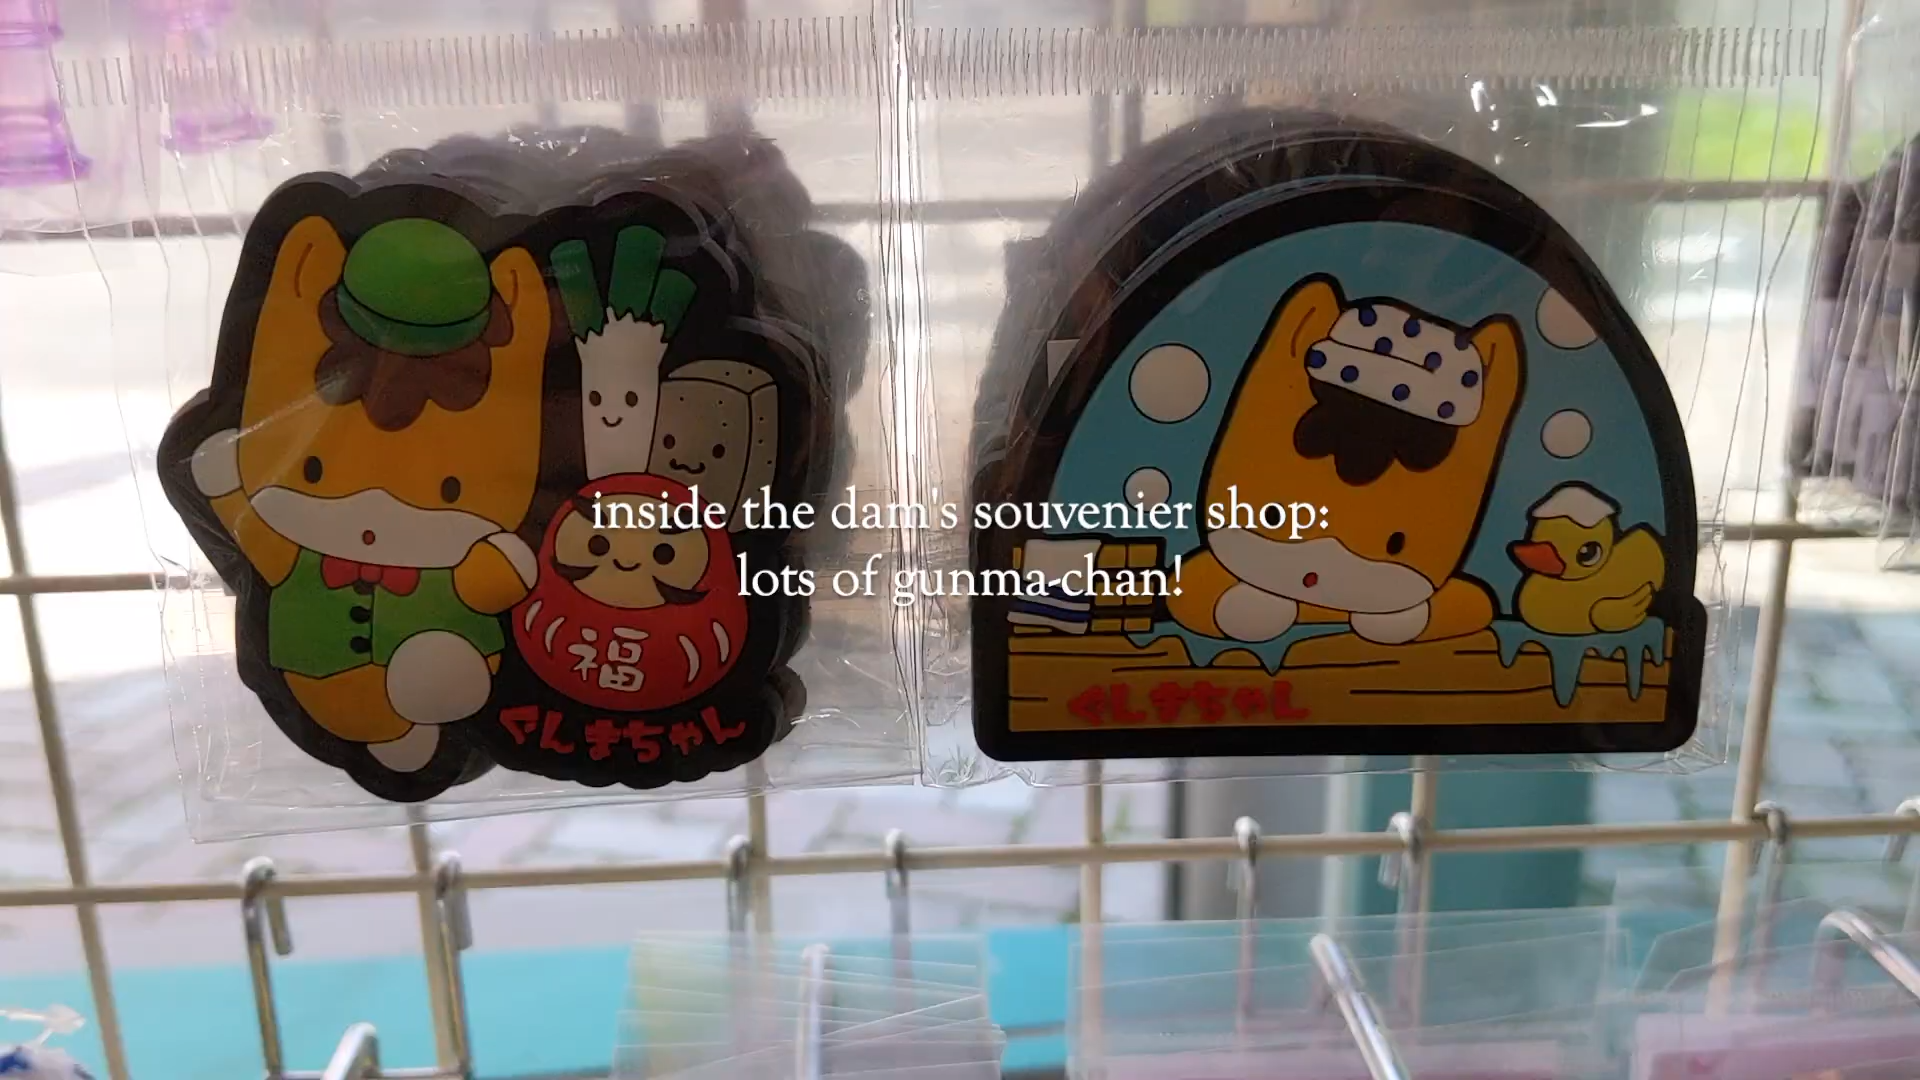 inside the dam's souvenier shop:
lots of gunma-chan!
福
ぐんまちゃん
ぐんまちゃん